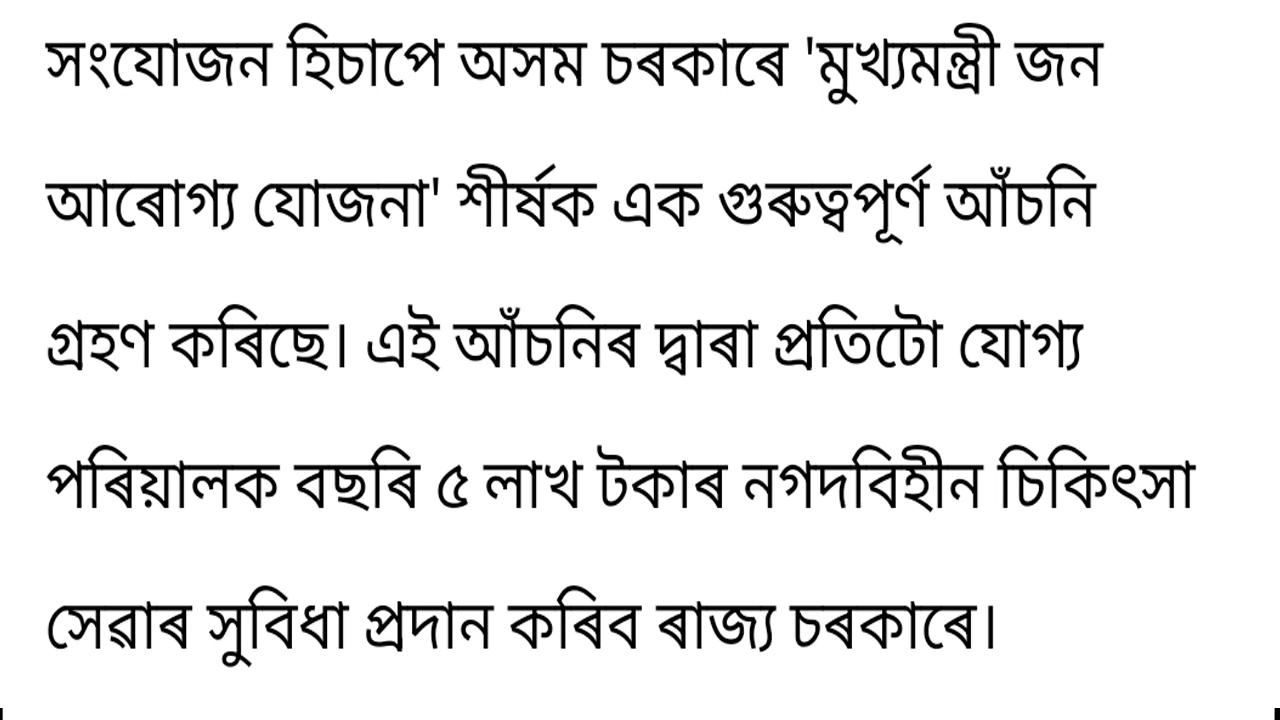 সংযোজন হিচাপে অসম চৰকাৰে 'মুখ্যমন্ত্ৰী জন
আৰোগ্য যোজনা' শীৰ্ষক এক গুৰুত্বপূৰ্ণ আঁচনি
গ্ৰহণ কৰিছে। এই আঁচনিৰ দ্বাৰা প্ৰতিটো যোগ্য
পৰিয়ালক বছৰি ৫ লাখ টকাৰ নগদবিহীন চিকিৎসা
সেৱাৰ সুবিধা প্ৰদান কৰিব ৰাজ্য চৰকাৰে।